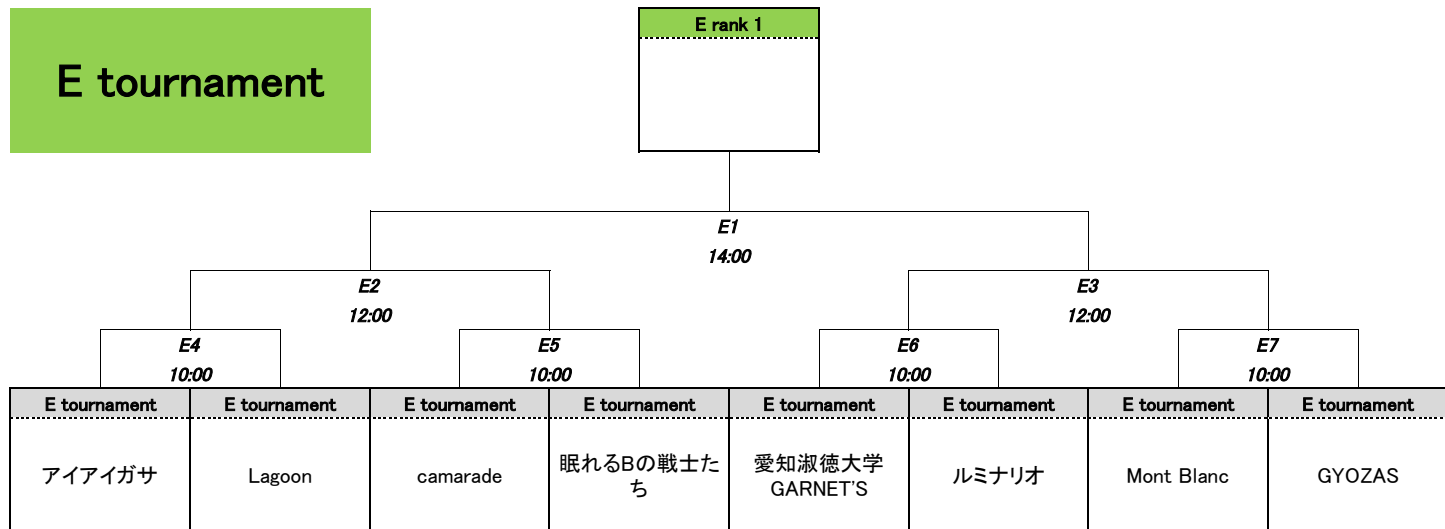 E rank 1
E tournament
E1
14:00
E2
E3
12:00
12:00
E4
E5
E6
E7
10:00
10:00
10:00
10:00
E tournament
E tournament
E tournament
E tournament
E tournament
E tournament
E tournament
E tournament
アイアイガサ
Lagoon
camarade
眠れるBの戦士た
ち
愛知淑徳大学
GARNET'S
ルミナリオ
Mont Blanc
GYOZAS